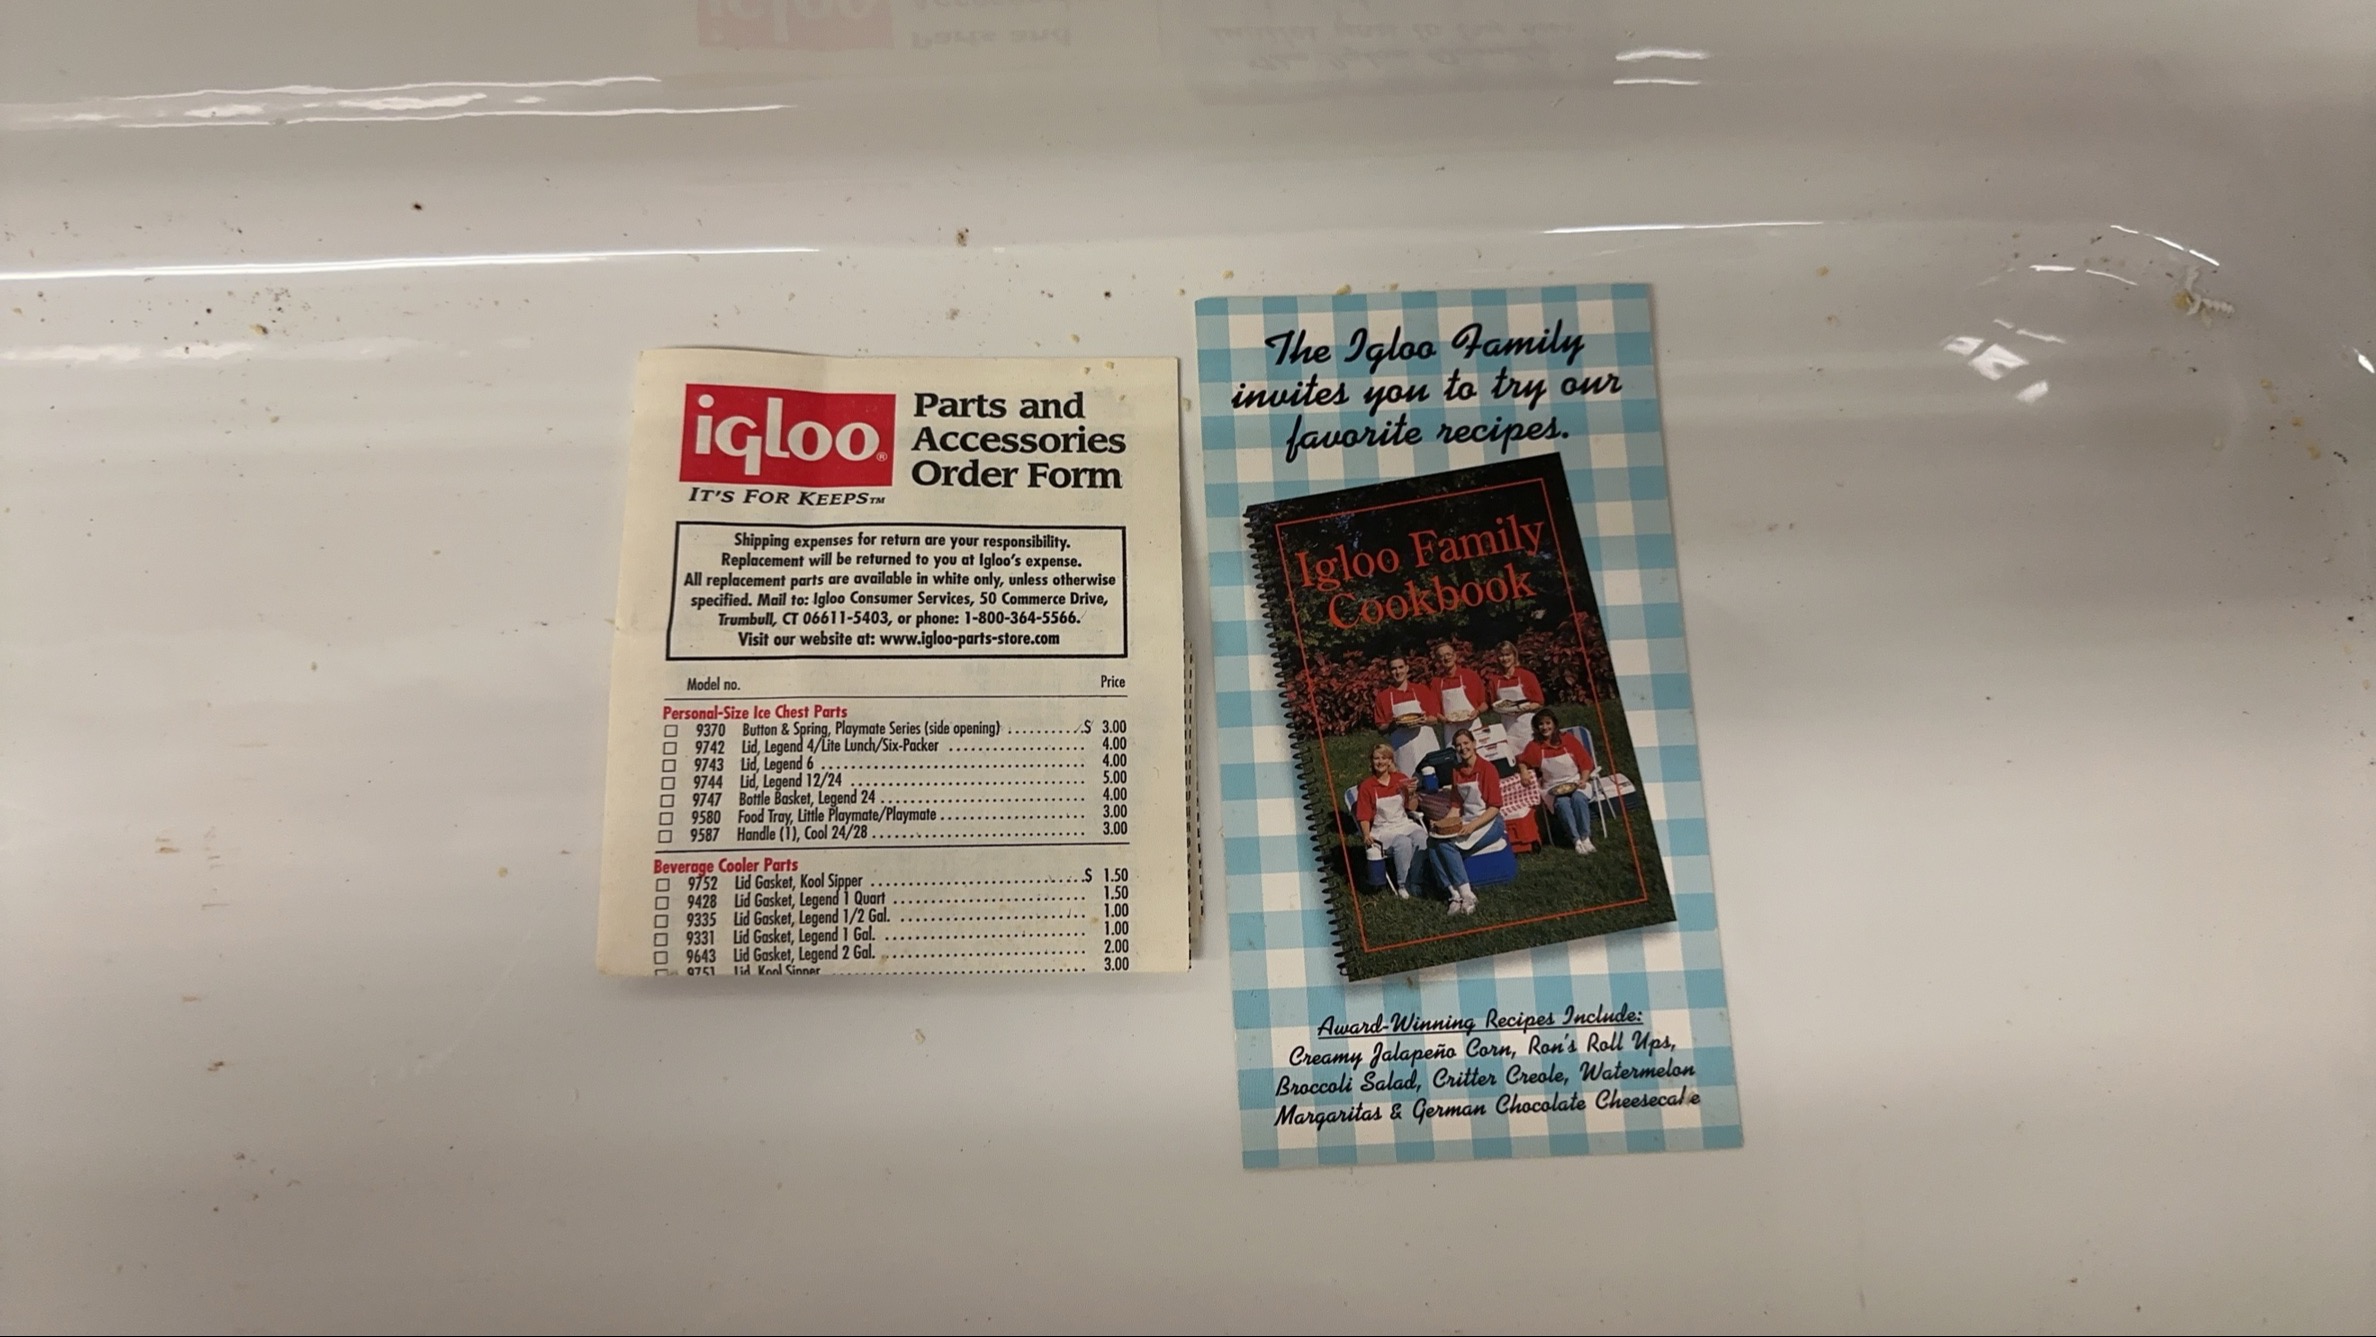 igloo®
IT'S FOR KEEPS™
Parts and
Accessories
Order Form
Shipping expenses for return are your responsibility.
Replacement will be returned to you at Igloo's expense.
All replacement parts are available in white only, unless otherwise
specified. Mail to: Igloo Consumer Services, 50 Commerce Drive,
Trumbull, CT 06611-5403, or phone: 1-800-364-5566.
Visit our website at: www.igloo-parts-store.com
Model no. Price
Personal-Size Ice Chest Parts
9370 Button & Spring, Playmate Series (side opening) ..........$ 3.00
9742 Lid, Legend 4/Lite Lunch/Six-Packer .................... 4.00
9743 Lid, Legend 6 ....................................... 4.00
9744 Lid, Legend 12/24 .................................. 5.00
9747 Bottle Basket, Legend 24 ............................. 4.00
9580 Food Tray, Little Playmate/Playmate ..................... 3.00
9587 Handle (1), Cool 24/28 ............................... 3.00
Beverage Cooler Parts
9752 Lid Gasket, Kool Sipper ................................$ 1.50
9428 Lid Gasket, Legend 1 Quart ............................ 1.50
9335 Lid Gasket, Legend 1/2 Gal. ........................... 1.00
9331 Lid Gasket, Legend 1 Gal. ............................. 1.00
9643 Lid Gasket, Legend 2 Gal. ............................. 2.00
9751 Lid, Kool Sipper ..................................... 3.00
The Igloo Family
invites you to try our
favorite recipes.
Igloo Family
Cookbook
Award-Winning Recipes Include:
Creamy Jalapeño Corn, Ron's Roll Ups,
Broccoli Salad, Critter Creole, Watermelon
Margaritas & German Chocolate Cheesecake